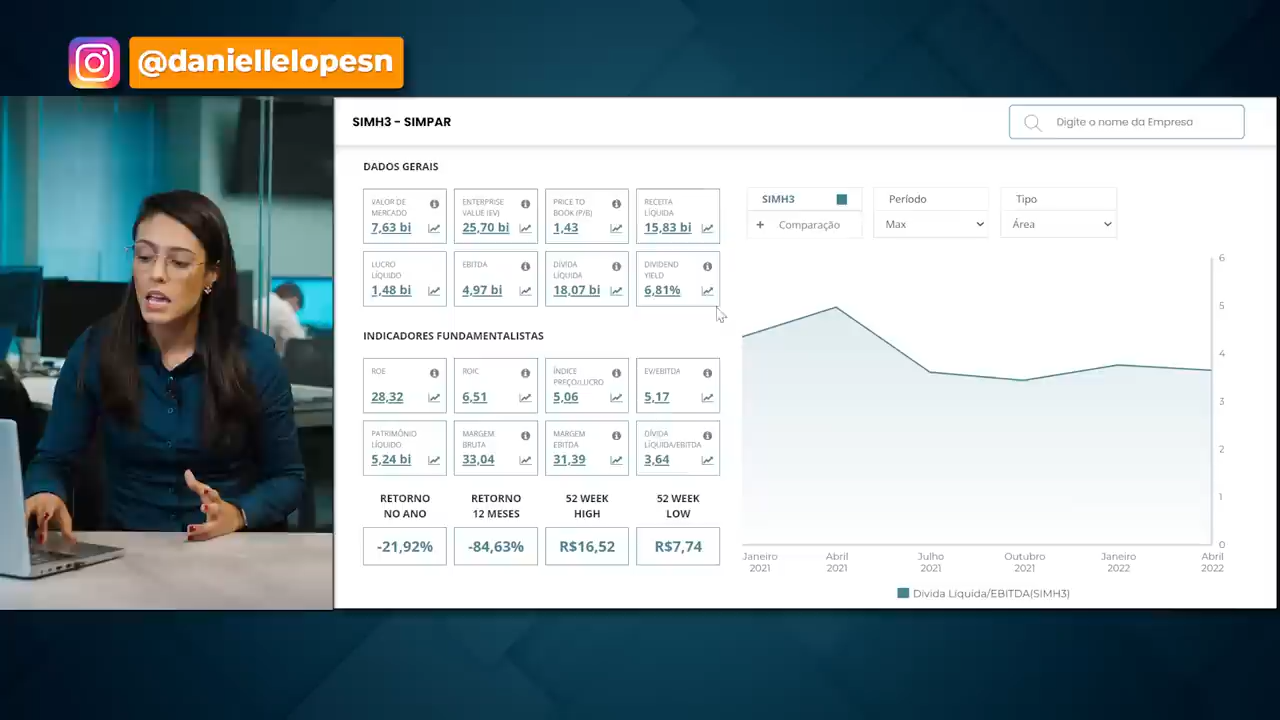 @daniellelopesn
SIMH3 - SIMPAR
Digite o nome da Empresa
DADOS GERAIS
VALOR DE
MERCADO
7,63 bi
ENTERPRISE
VALUE (EV)
25,70 bi
PRICE TO
BOOK (P/B)
1,43
RECEITA
LÍQUIDA
15,83 bi
LUCRO
LÍQUIDO
1,48 bi
EBITDA
4,97 bi
DÍVIDA
LÍQUIDA
18,07 bi
DIVIDEND
YIELD
6,81%
INDICADORES FUNDAMENTALISTAS
ROE
28,32
ROIC
6,51
ÍNDICE
PREÇO/LUCRO
5,06
EV/EBITDA
5,17
PATRIMÔNIO
LÍQUIDO
5,24 bi
MARGEM
BRUTA
33,04
MARGEM
EBITDA
31,39
DÍVIDA
LÍQUIDA/EBITDA
3,64
RETORNO
NO ANO
-21,92%
RETORNO
12 MESES
-84,63%
52 WEEK
HIGH
R$16,52
52 WEEK
LOW
R$7,74
SIMH3
+ Comparação
Período
Max
Tipo
Área
6
5
4
3
2
1
0
Janeiro
2021
Abril
2021
Julho
2021
Outubro
2021
Janeiro
2022
Abril
2022
Dívida Líquida/EBITDA(SIMH3)